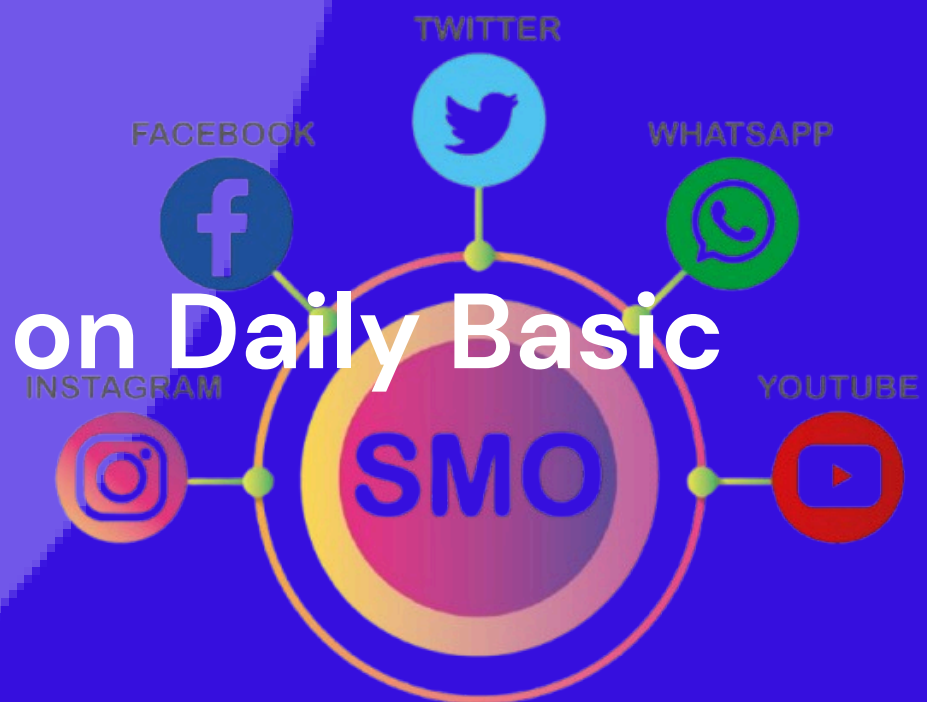 TWITTER
FACEBOOK
WHATSAPP
on Daily Basic
INSTAGRAM
YOUTUBE
SMO